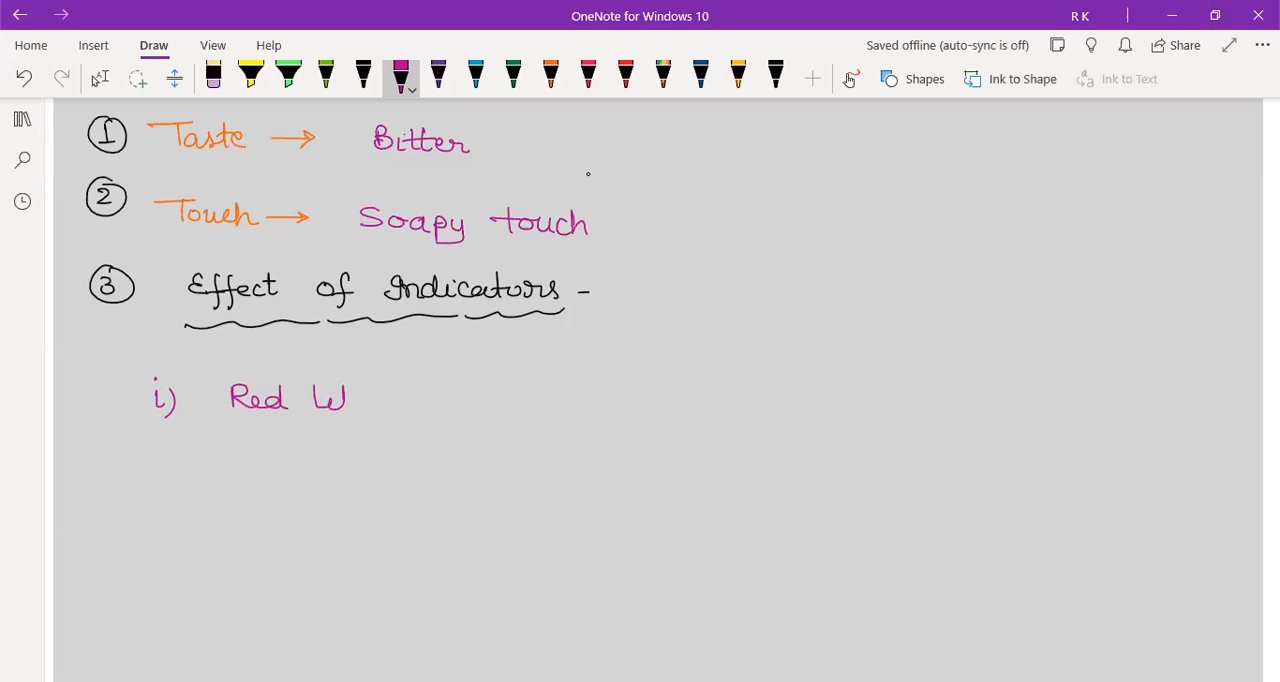 OneNote for Windows 10
R K
Home Insert Draw View Help
Saved offline (auto-sync is off) Share
Shapes Ink to Shape Ink to Text
1 Taste → Bitter
2 Touch → Soapy touch
3 Effect of Indicators -
i) Red W